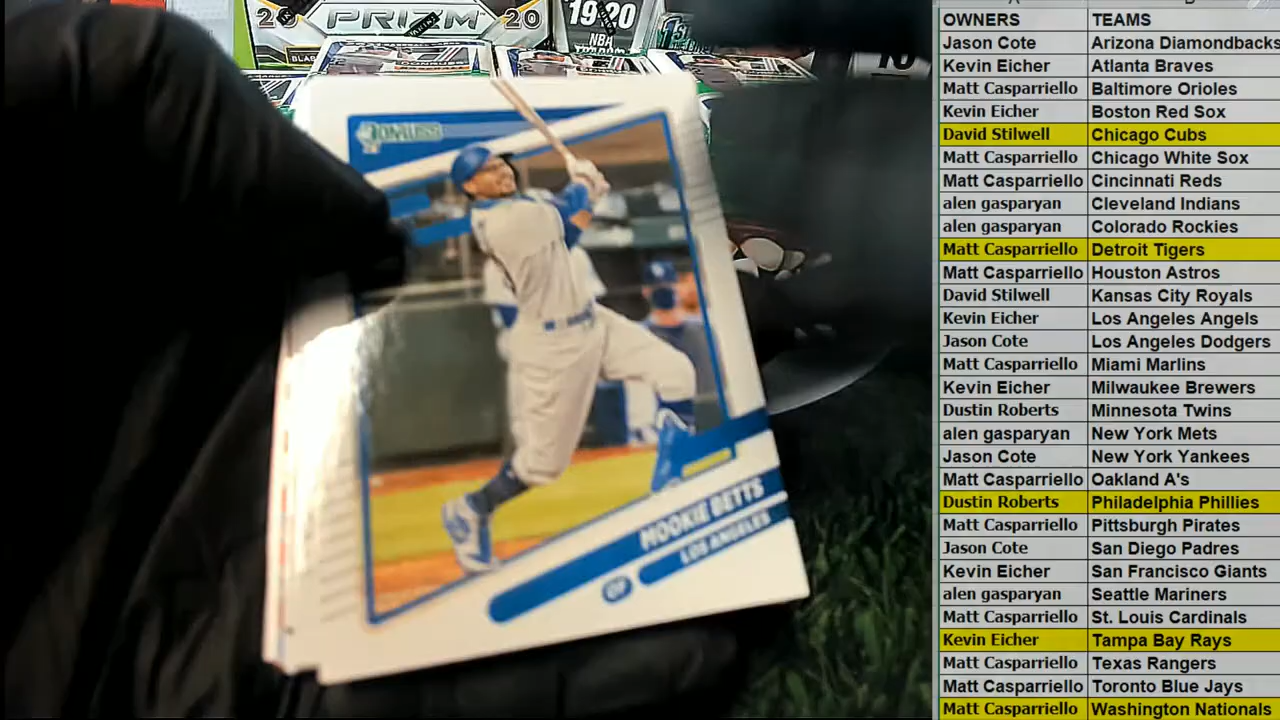 20 PRIZM 20
19 20
NBA
1st
10
DONRUSS
MOOKIE BETTS
LOS ANGELES
OF
OWNERS TEAMS
Jason Cote Arizona Diamondbacks
Kevin Eicher Atlanta Braves
Matt Casparriello Baltimore Orioles
Kevin Eicher Boston Red Sox
David Stilwell Chicago Cubs
Matt Casparriello Chicago White Sox
Matt Casparriello Cincinnati Reds
alen gasparyan Cleveland Indians
alen gasparyan Colorado Rockies
Matt Casparriello Detroit Tigers
Matt Casparriello Houston Astros
David Stilwell Kansas City Royals
Kevin Eicher Los Angeles Angels
Jason Cote Los Angeles Dodgers
Matt Casparriello Miami Marlins
Kevin Eicher Milwaukee Brewers
Dustin Roberts Minnesota Twins
alen gasparyan New York Mets
Jason Cote New York Yankees
Matt Casparriello Oakland A's
Dustin Roberts Philadelphia Phillies
Matt Casparriello Pittsburgh Pirates
Jason Cote San Diego Padres
Kevin Eicher San Francisco Giants
alen gasparyan Seattle Mariners
Matt Casparriello St. Louis Cardinals
Kevin Eicher Tampa Bay Rays
Matt Casparriello Texas Rangers
Matt Casparriello Toronto Blue Jays
Matt Casparriello Washington Nationals